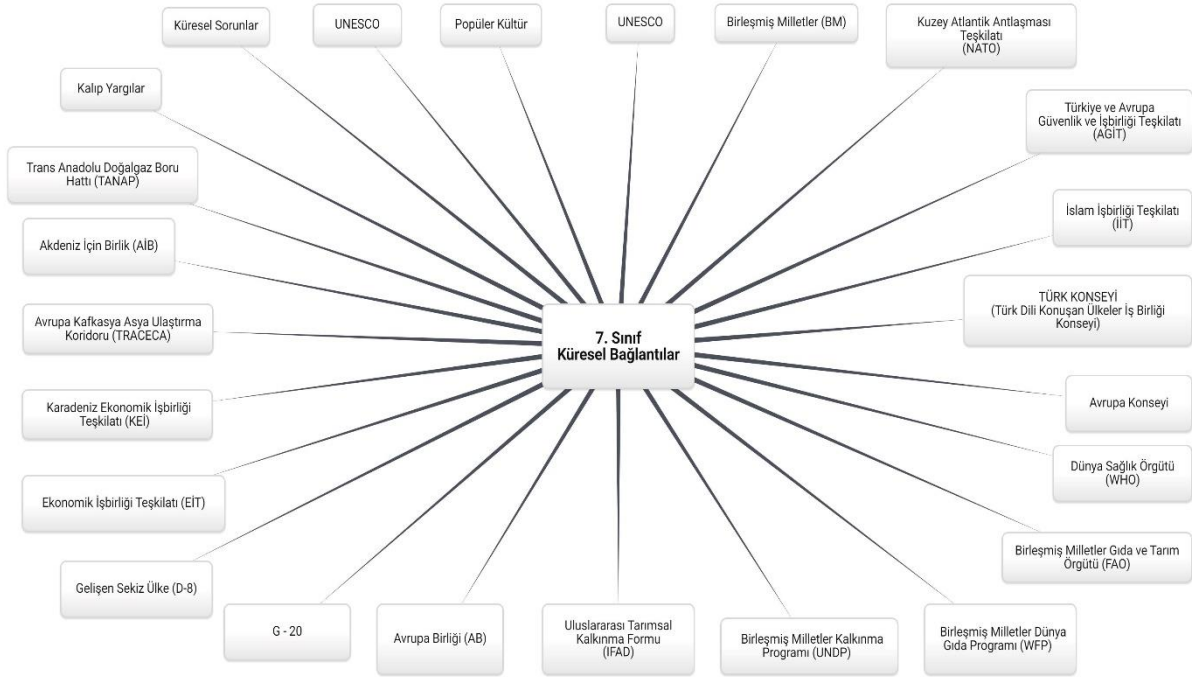 Küresel Sorunlar
UNESCO
Popüler Kültür
UNESCO
Birleşmiş Milletler (BM)
Kuzey Atlantik Antlaşması
Teşkilatı
(NATO)
Kalıp Yargılar
Türkiye ve Avrupa
Güvenlik ve İşbirliği Teşkilatı
(AGİT)
Trans Anadolu Doğalgaz Boru
Hattı (TANAP)
İslam İşbirliği Teşkilatı
(İİT)
Akdeniz İçin Birlik (AİB)
TÜRK KONSEYİ
(Türk Dili Konuşan Ülkeler İş Birliği
Konseyi)
Avrupa Kafkasya Asya Ulaştırma
Koridoru (TRACECA)
7. Sınıf
Küresel Bağlantılar
Karadeniz Ekonomik İşbirliği
Teşkilatı (KEİ)
Avrupa Konseyi
Ekonomik İşbirliği Teşkilatı (EİT)
Dünya Sağlık Örgütü
(WHO)
Gelişen Sekiz Ülke (D-8)
Birleşmiş Milletler Gıda ve Tarım
Örgütü (FAO)
G - 20
Avrupa Birliği (AB)
Uluslararası Tarımsal
Kalkınma Formu
(IFAD)
Birleşmiş Milletler Kalkınma
Programı (UNDP)
Birleşmiş Milletler Dünya
Gıda Programı (WFP)